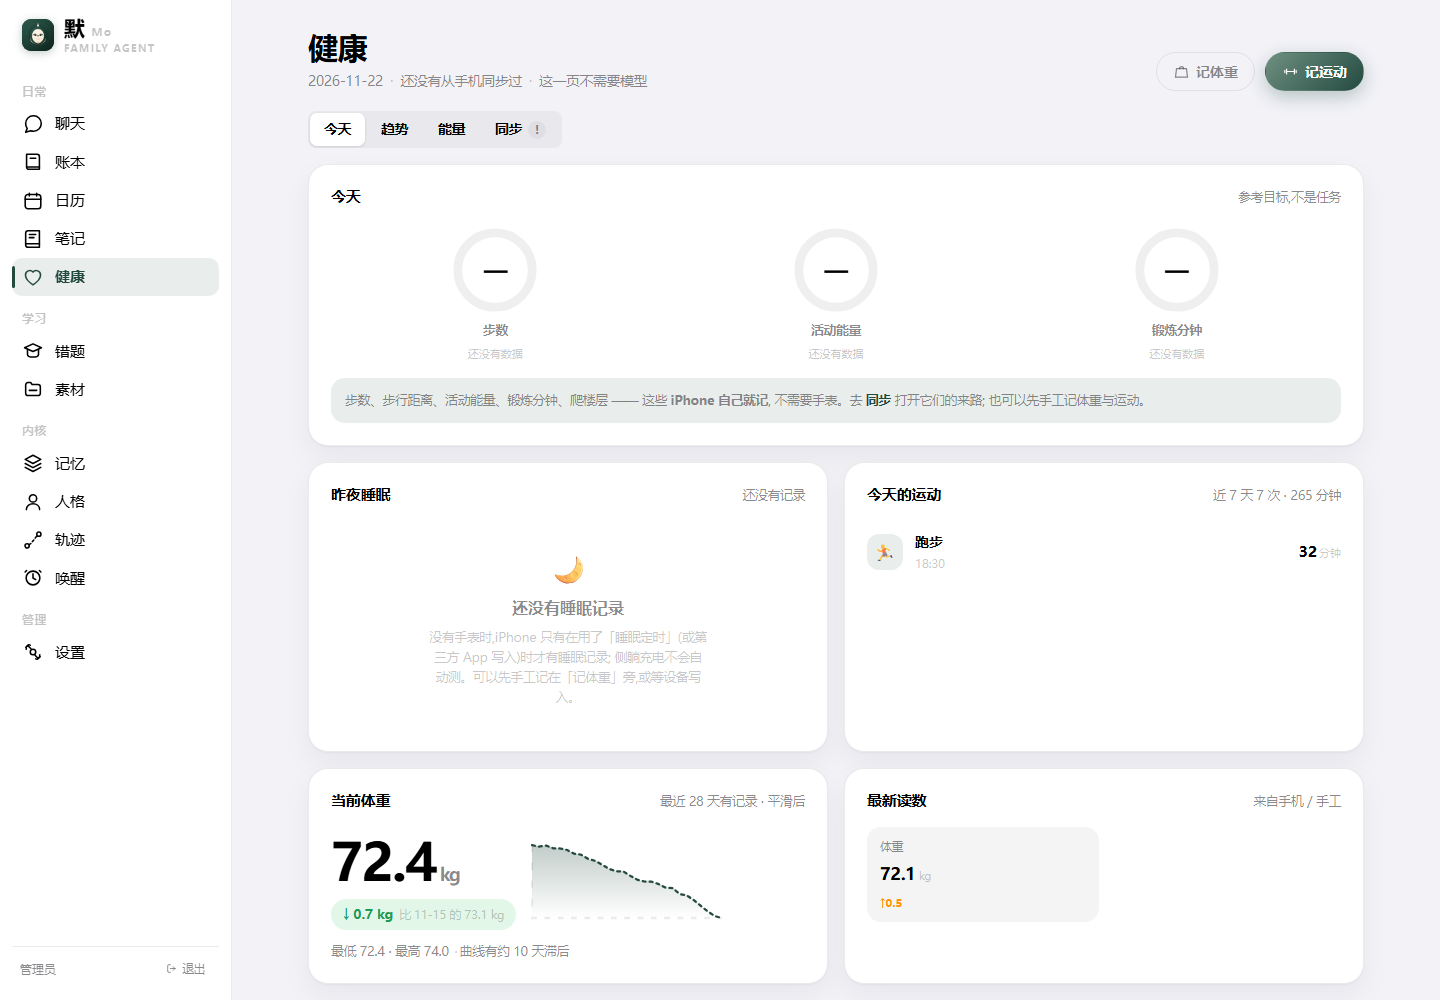 默 Mo
FAMILY AGENT
日常
聊天
账本
日历
笔记
健康
学习
错题
素材
内核
记忆
人格
轨迹
唤醒
管理
设置
管理员
退出
健康
2026-11-22 · 还没有从手机同步过 · 这一页不需要模型
记体重
记运动
今天
趋势
能量
同步 !
今天
参考目标,不是任务
—
步数
还没有数据
—
活动能量
还没有数据
—
锻炼分钟
还没有数据
步数、步行距离、活动能量、锻炼分钟、爬楼层 —— 这些 iPhone 自己就记, 不需要手表。去 同步 打开它们的来路; 也可以先手工记体重与运动。
昨夜睡眠
还没有记录
还没有睡眠记录
没有手表时,iPhone 只有在用了「睡眠定时」(或第
三方 App 写入)时才有睡眠记录; 侧躺充电不会自
动测。可以先手工记在「记体重」旁,或等设备写
入。
今天的运动
近 7 天 7 次 · 265 分钟
跑步
18:30
32 分钟
当前体重
最近 28 天有记录 · 平滑后
72.4 kg
↓ 0.7 kg 比 11-15 的 73.1 kg
最低 72.4 · 最高 74.0 · 曲线有约 10 天滞后
最新读数
来自手机 / 手工
体重
72.1 kg
↑0.5